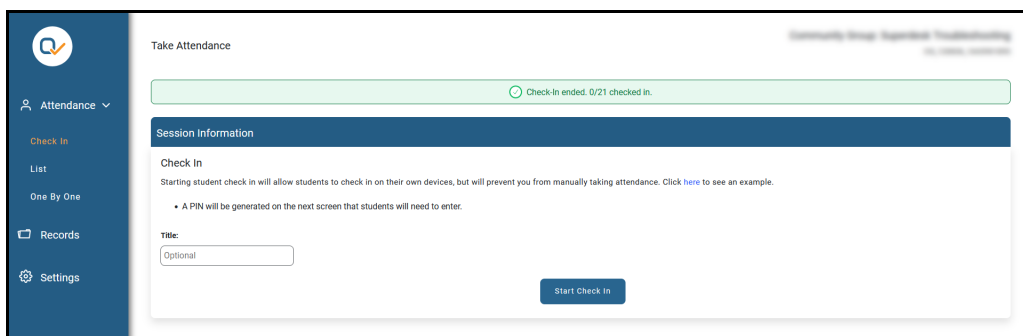 Take Attendance
Attendance
Check In
List
One By One
Records
Settings
Check-In ended. 0/21 checked in.
Session Information
Check In
Starting student check in will allow students to check in on their own devices, but will prevent you from manually taking attendance. Click here to see an example.
• A PIN will be generated on the next screen that students will need to enter.
Title:
Optional
Start Check In